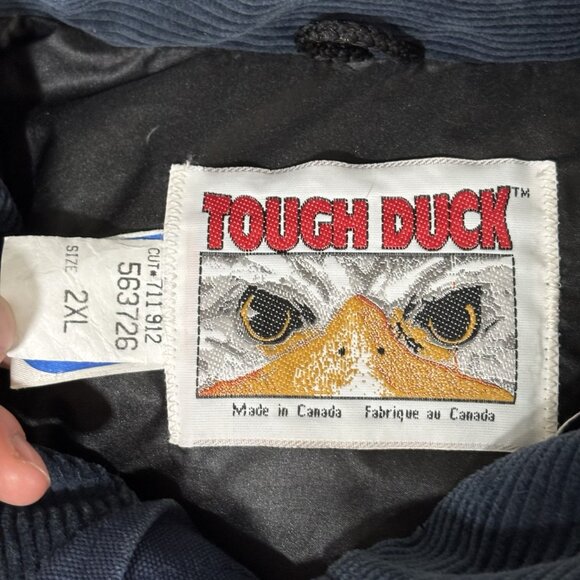 TOUGH DUCK™
Made in Canada Fabrique au Canada
CUT# 711 912
563726
SIZE 2XL